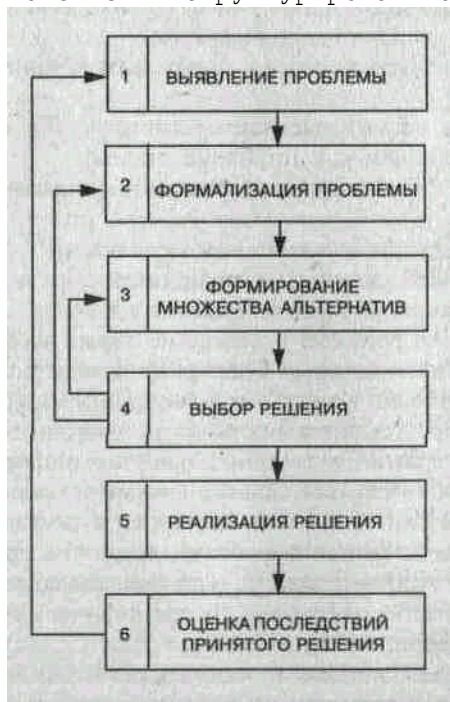 1 ВЫЯВЛЕНИЕ ПРОБЛЕМЫ
2 ФОРМАЛИЗАЦИЯ ПРОБЛЕМЫ
3 ФОРМИРОВАНИЕ
МНОЖЕСТВА АЛЬТЕРНАТИВ
4 ВЫБОР РЕШЕНИЯ
5 РЕАЛИЗАЦИЯ РЕШЕНИЯ
6 ОЦЕНКА ПОСЛЕДСТВИЙ
ПРИНЯТОГО РЕШЕНИЯ